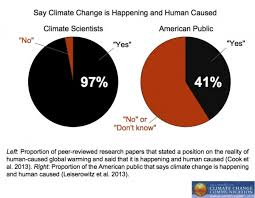 Say Climate Change is Happening and Human Caused
Climate Scientists
American Public
"No"
"Yes"
97%
"Yes"
41%
"No" or
"Don't know"
Left: Proportion of peer-reviewed research papers that stated a position on the reality of
human-caused global warming and said that it is happening and human caused (Cook et
al. 2013). Right: Proportion of the American public that says climate change is happening
and human caused (Leiserowitz et al. 2013).
CLIMATE CHANGE
COMMUNICATION